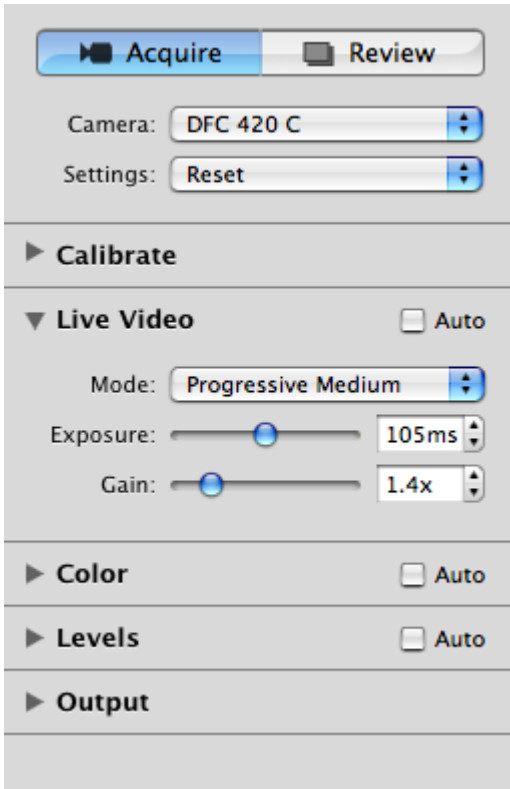 Acquire Review
Camera: DFC 420 C
Settings: Reset
Calibrate
Live Video Auto
Mode: Progressive Medium
Exposure: 105ms
Gain: 1.4x
Color Auto
Levels Auto
Output